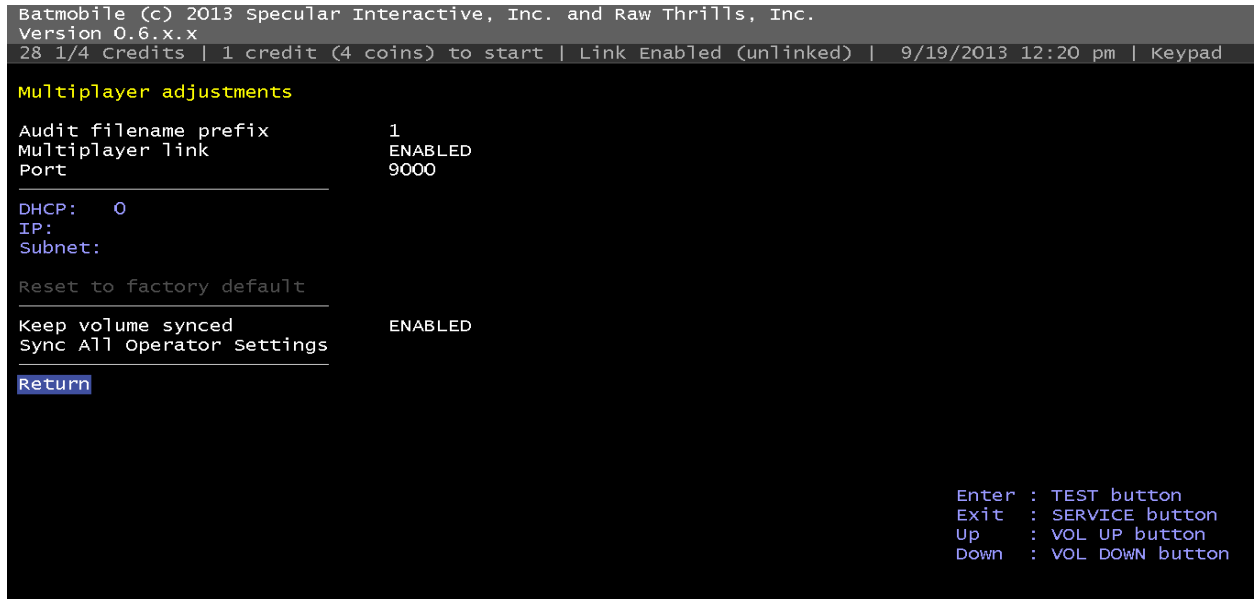 Batmobile (c) 2013 Specular Interactive, Inc. and Raw Thrills, Inc.
Version 0.6.x.x
28 1/4 Credits | 1 credit (4 coins) to start | Link Enabled (unlinked) | 9/19/2013 12:20 pm | Keypad
Multiplayer adjustments
Audit filename prefix 1
Multiplayer link ENABLED
Port 9000
DHCP: 0
IP:
Subnet:
Reset to factory default
Keep volume synced ENABLED
Sync All Operator Settings
Return
Enter : TEST button
Exit : SERVICE button
Up : VOL UP button
Down : VOL DOWN button